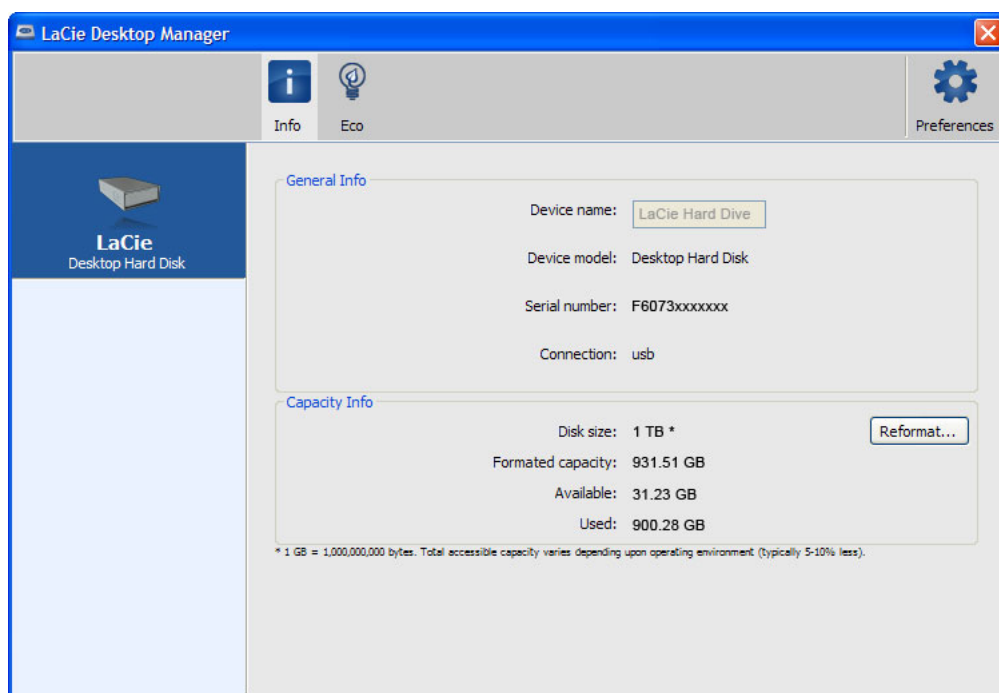 LaCie Desktop Manager
Info
Eco
Preferences
LaCie
Desktop Hard Disk
General Info
Device name: LaCie Hard Dive
Device model: Desktop Hard Disk
Serial number: F6073xxxxxxx
Connection: usb
Capacity Info
Disk size: 1 TB * Reformat...
Formated capacity: 931.51 GB
Available: 31.23 GB
Used: 900.28 GB
* 1 GB = 1,000,000,000 bytes. Total accessible capacity varies depending upon operating environment (typically 5-10% less).